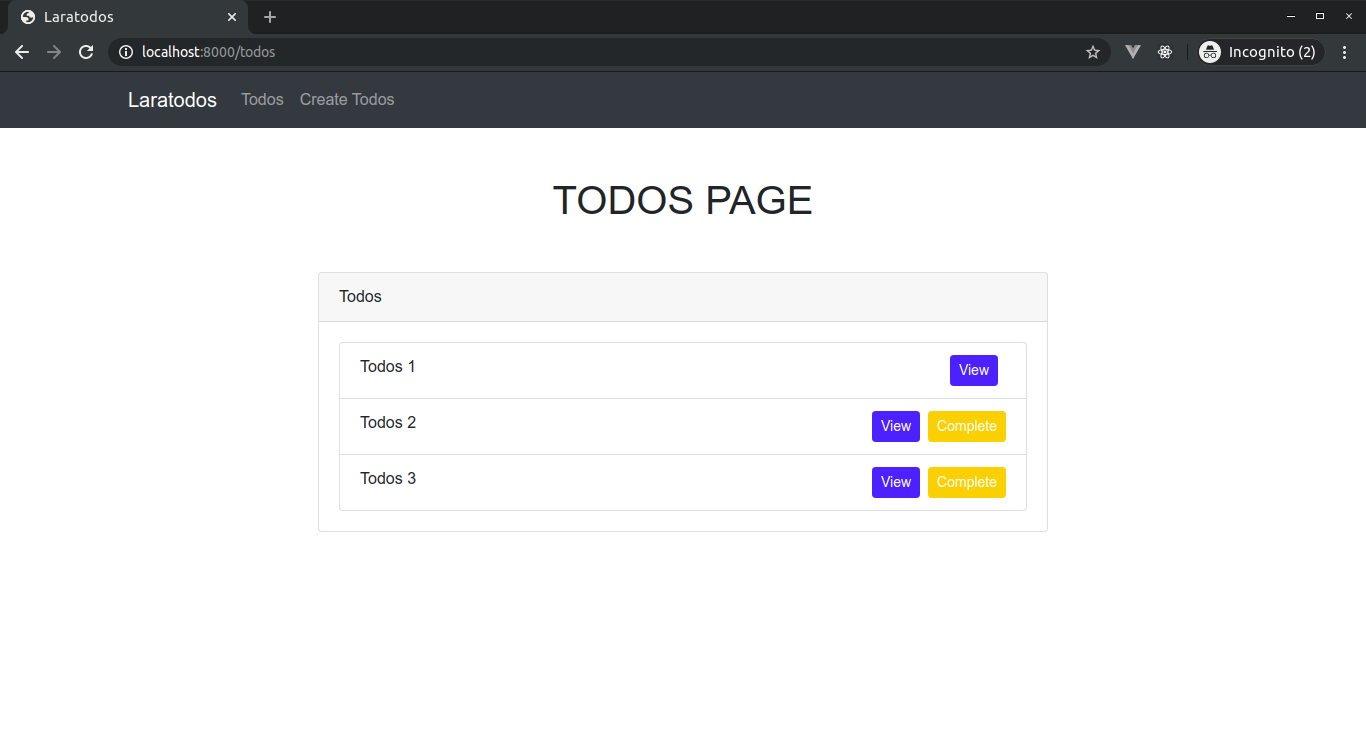 Laratodos
localhost:8000/todos
Incognito (2)
Laratodos Todos Create Todos
TODOS PAGE
Todos
Todos 1 View
Todos 2 View Complete
Todos 3 View Complete